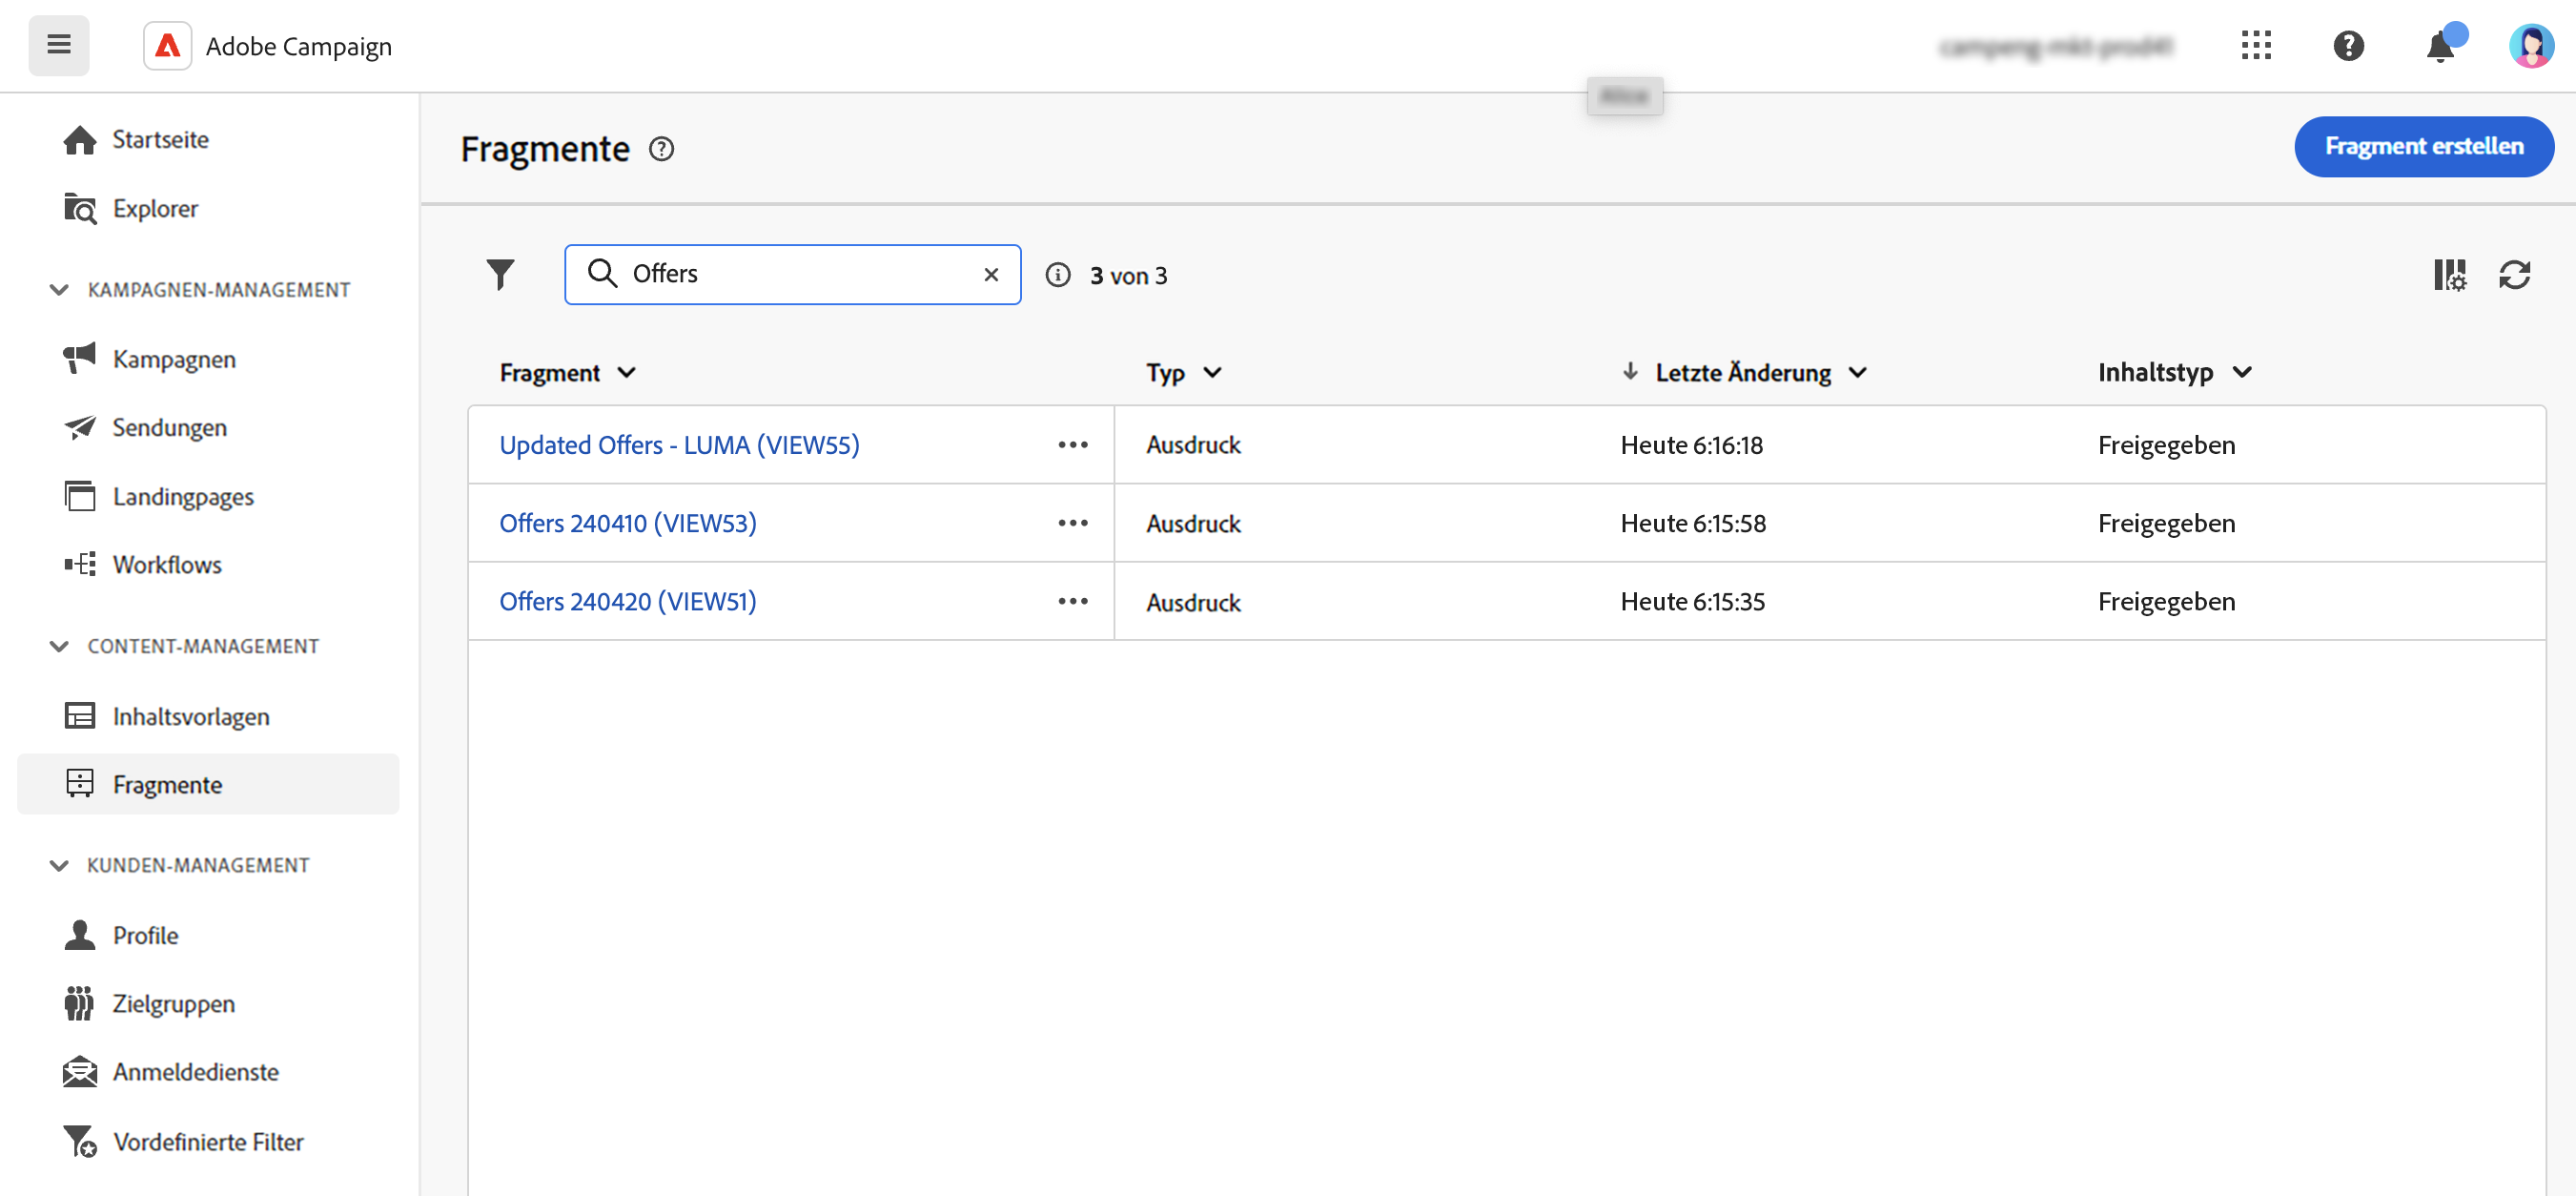 Adobe Campaign
Startseite
Explorer
KAMPAGNEN-MANAGEMENT
Kampagnen
Sendungen
Landingpages
Workflows
CONTENT-MANAGEMENT
Inhaltsvorlagen
Fragmente
KUNDEN-MANAGEMENT
Profile
Zielgruppen
Anmeldedienste
Vordefinierte Filter
Fragmente
Fragment erstellen
Offers
3 von 3
Fragment Typ Letzte Änderung Inhaltstyp
Updated Offers - LUMA (VIEW55) Ausdruck Heute 6:16:18 Freigegeben
Offers 240410 (VIEW53) Ausdruck Heute 6:15:58 Freigegeben
Offers 240420 (VIEW51) Ausdruck Heute 6:15:35 Freigegeben